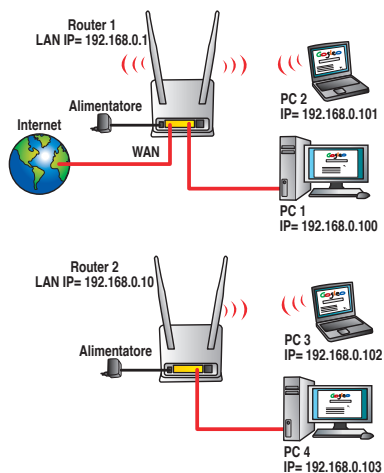 Router 1
LAN IP= 192.168.0.1
Alimentatore
Internet
WAN
PC 2
IP= 192.168.0.101
PC 1
IP= 192.168.0.100
Router 2
LAN IP= 192.168.0.10
Alimentatore
PC 3
IP= 192.168.0.102
PC 4
IP= 192.168.0.103